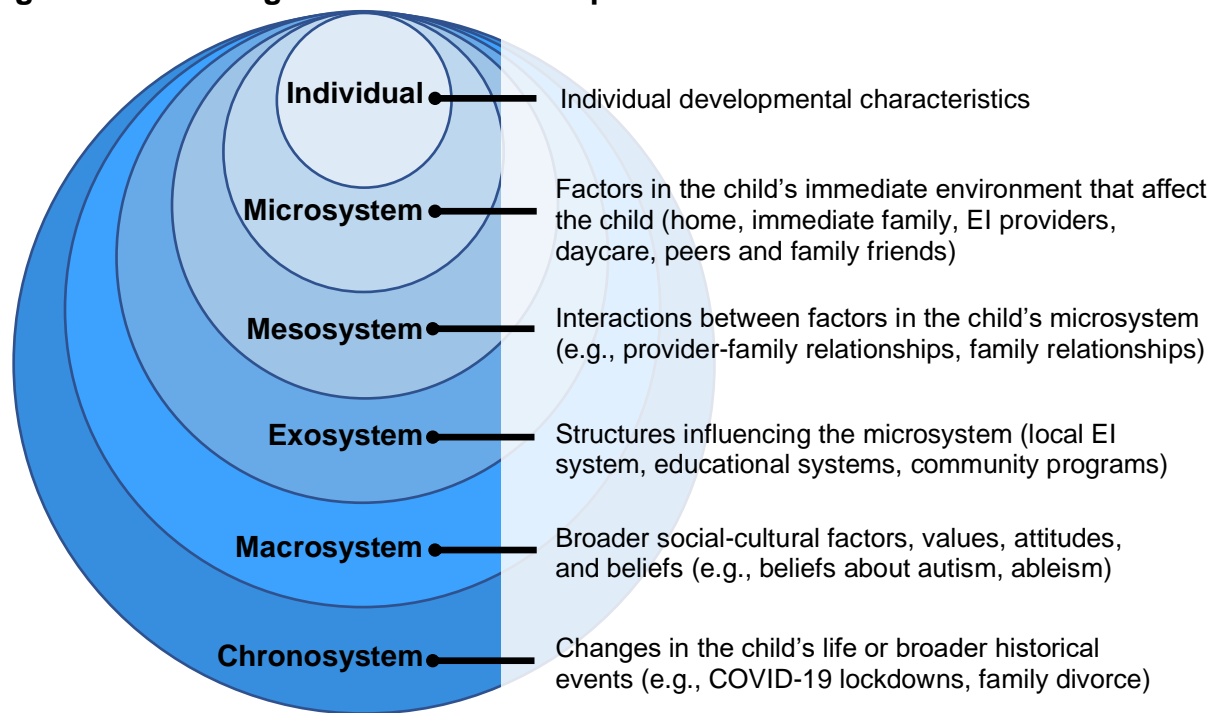 Individual
Individual developmental characteristics
Microsystem
Factors in the child's immediate environment that affect
the child (home, immediate family, EI providers,
daycare, peers and family friends)
Mesosystem
Interactions between factors in the child's microsystem
(e.g., provider-family relationships, family relationships)
Exosystem
Structures influencing the microsystem (local EI
system, educational systems, community programs)
Macrosystem
Broader social-cultural factors, values, attitudes,
and beliefs (e.g., beliefs about autism, ableism)
Chronosystem
Changes in the child's life or broader historical
events (e.g., COVID-19 lockdowns, family divorce)